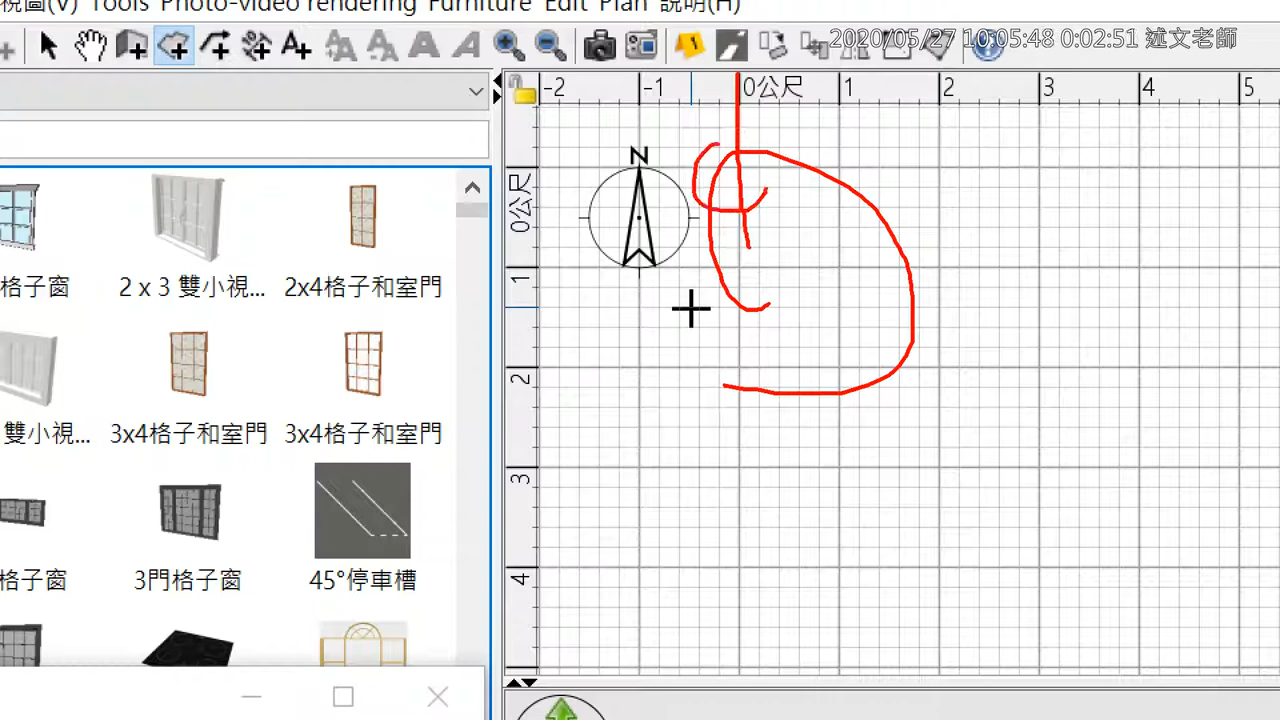 視圖(V) Tools Photo-video rendering Furniture Edit Plan 說明(H)
2020/05/27 10:05:48 0:02:51 述文老師
-2 -1 0公尺 1 2 3 4 5
N
0公尺
1
2
3
4
格子窗 2 x 3 雙小視... 2x4格子和室門
雙小視... 3x4格子和室門 3x4格子和室門
格子窗 3門格子窗 45°停車槽